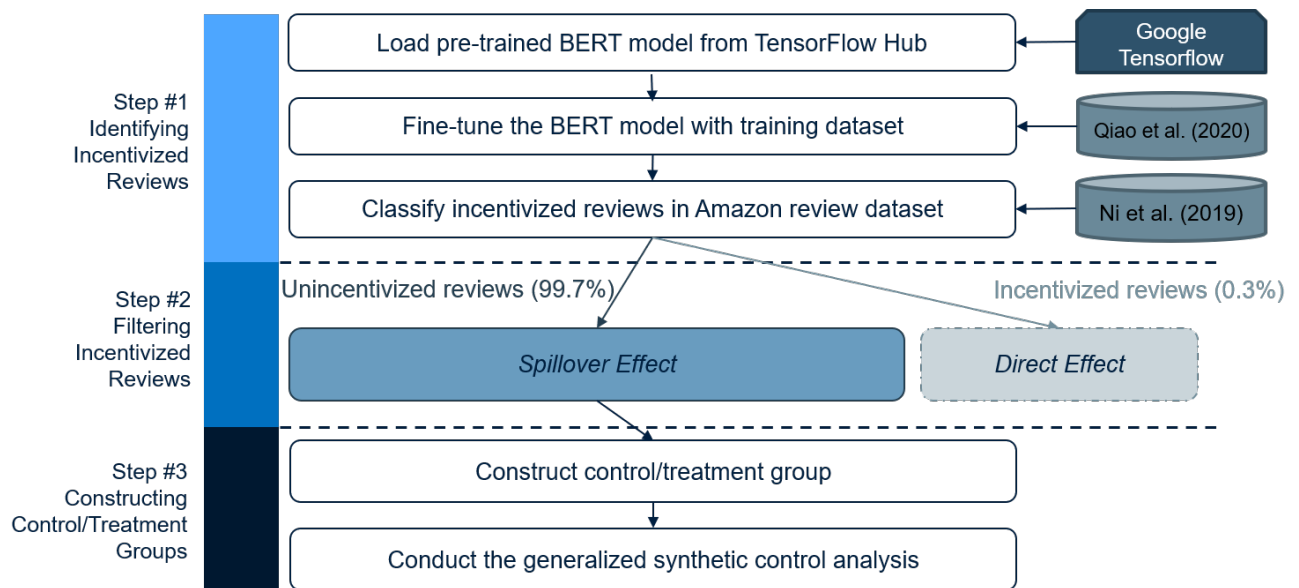 Step #1
Identifying
Incentivized
Reviews
Load pre-trained BERT model from TensorFlow Hub
Google
Tensorflow
Fine-tune the BERT model with training dataset
Qiao et al. (2020)
Classify incentivized reviews in Amazon review dataset
Ni et al. (2019)
Step #2
Filtering
Incentivized
Reviews
Unincentivized reviews (99.7%)
Incentivized reviews (0.3%)
Spillover Effect
Direct Effect
Step #3
Constructing
Control/Treatment
Groups
Construct control/treatment group
Conduct the generalized synthetic control analysis